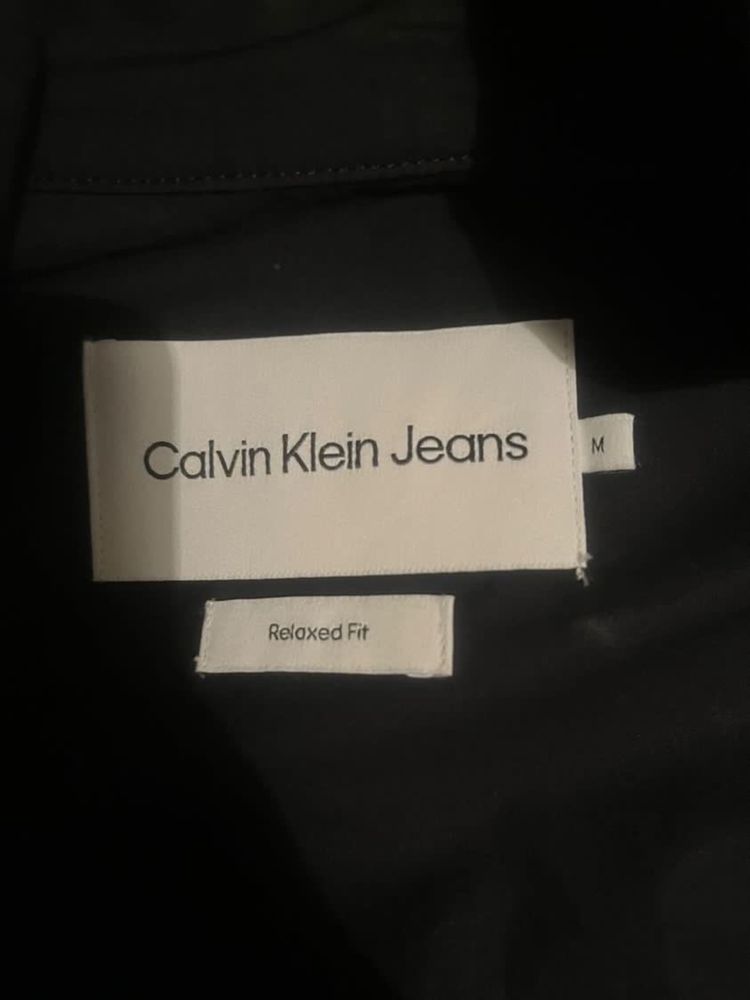 Calvin Klein Jeans
M
Relaxed Fit